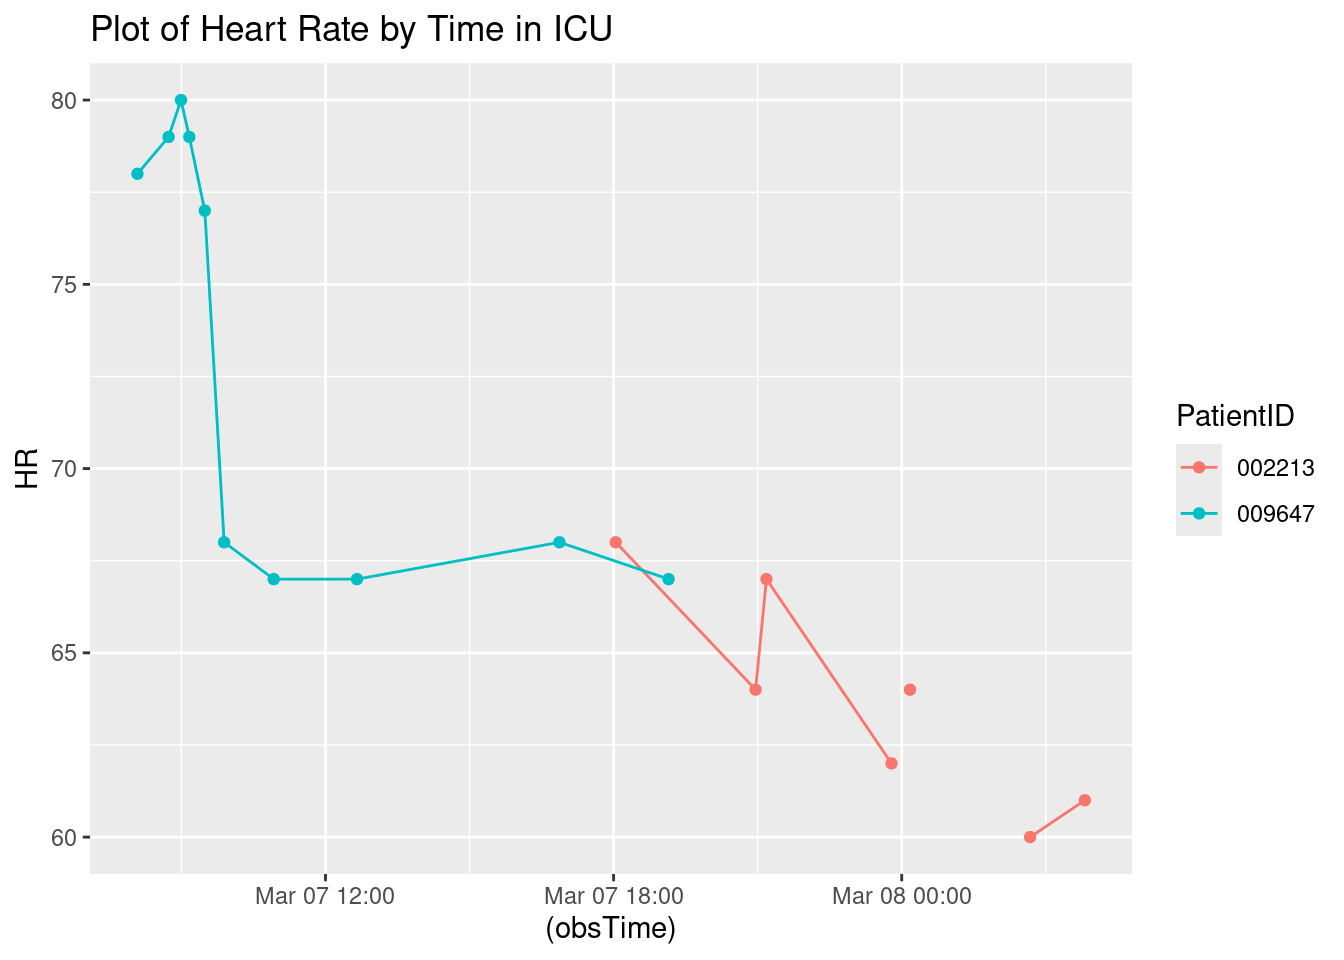 Plot of Heart Rate by Time in ICU
80
75
70
65
60
HR
Mar 07 12:00
Mar 07 18:00
Mar 08 00:00
(obsTime)
PatientID
002213
009647